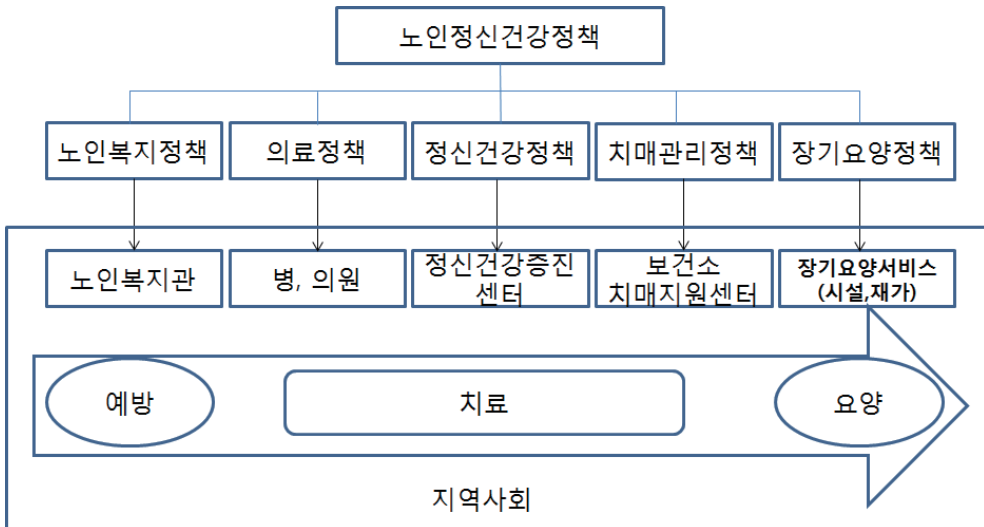 노인정신건강정책
노인복지정책
의료정책
정신건강정책
치매관리정책
장기요양정책
노인복지관
병, 의원
정신건강증진
센터
보건소
치매지원센터
장기요양서비스
(시설,재가)
예방
치료
요양
지역사회